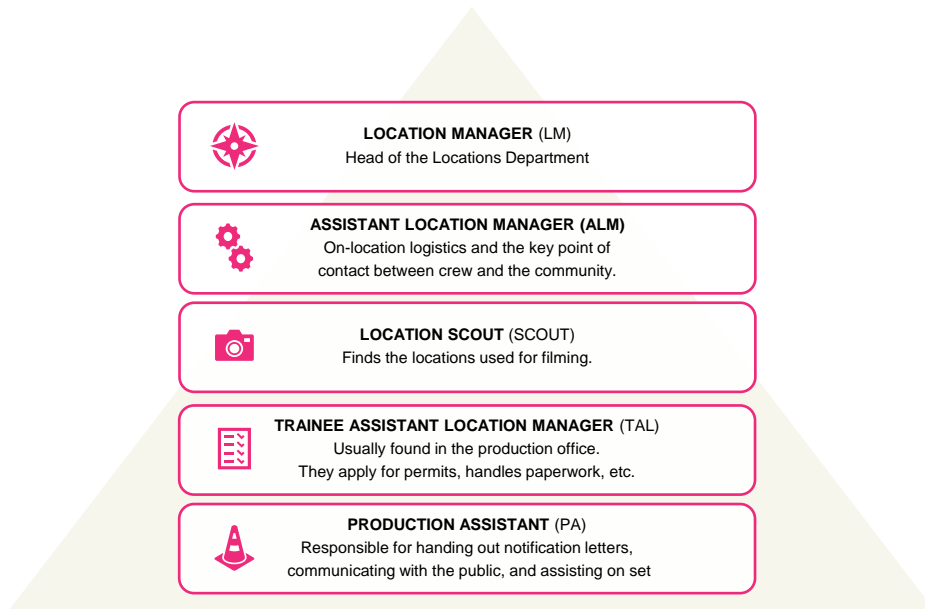 LOCATION MANAGER (LM)
Head of the Locations Department
ASSISTANT LOCATION MANAGER (ALM)
On-location logistics and the key point of
contact between crew and the community.
LOCATION SCOUT (SCOUT)
Finds the locations used for filming.
TRAINEE ASSISTANT LOCATION MANAGER (TAL)
Usually found in the production office.
They apply for permits, handles paperwork, etc.
PRODUCTION ASSISTANT (PA)
Responsible for handing out notification letters,
communicating with the public, and assisting on set